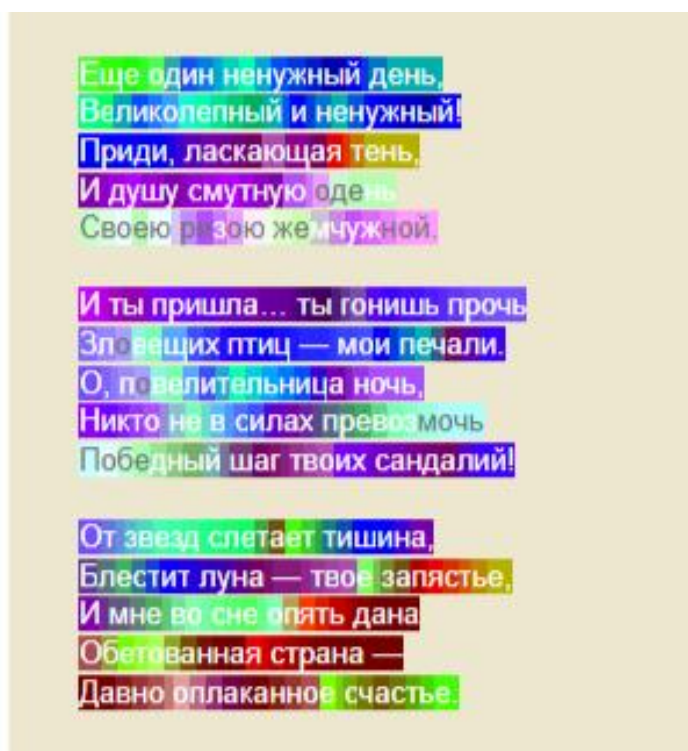 Еще один ненужный день,
Великолепный и ненужный!
Приди, ласкающая тень,
И душу смутную одень
Своею ризою жемчужной.

И ты пришла... ты гонишь прочь
Зловещих птиц — мои печали.
О, повелительница ночь,
Никто не в силах превозмочь
Победный шаг твоих сандалий!

От звезд слетает тишина,
Блестит луна — твое запястье,
И мне во сне опять дана
Обетованная страна —
Давно оплаканное счастье.